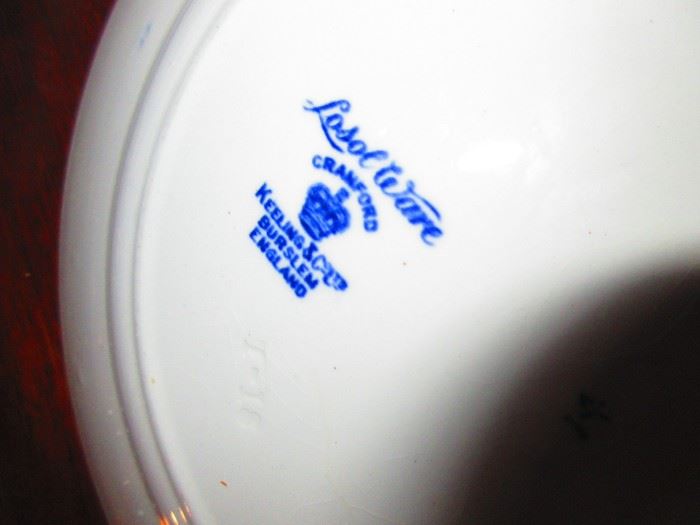 Losol Ware
CRANFORD
KEELING & Co LTD
BURSLEM
ENGLAND